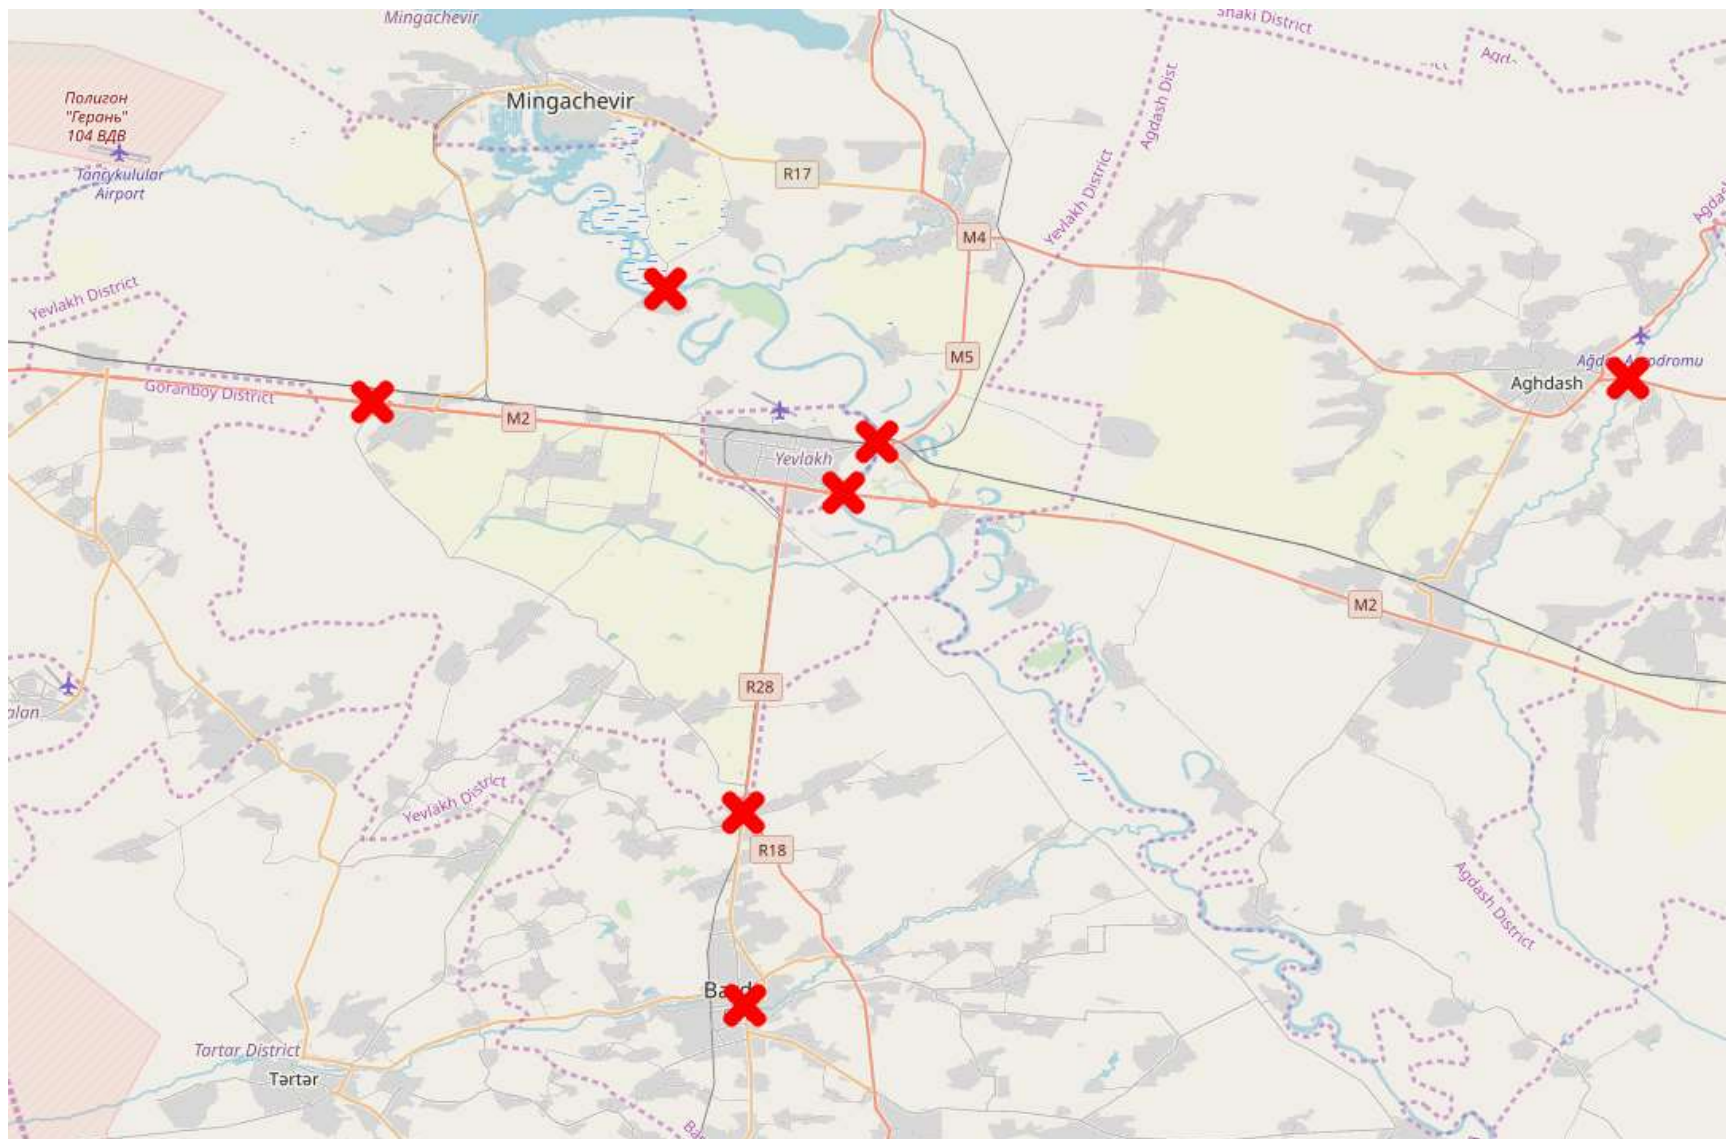 Mingachevir
Shaki District
Полигон
"Герань"
104 ВДВ
Mingachevir
Agdash Dist.
Tancykulular
Airport
R17
Yevlakh District
M4
Yevlakh District
M5
Goranboy District
M2
Aghdash
Yevlakh
M2
R28
alan
Yevlakh District
R18
Agdash District
Tartar District
Tərtər